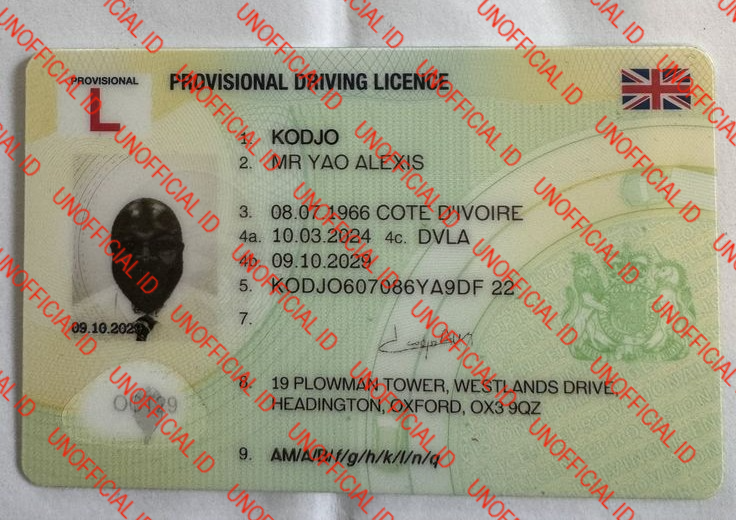 PROVISIONAL
L
PROVISIONAL DRIVING LICENCE
1. KODJO
2. MR YAO ALEXIS
3. 08.07.1966 COTE D'IVOIRE
4a. 10.03.2024 4c. DVLA
4b. 09.10.2029
5. KODJO607086YA9DF 22
09.10.2029
7.
8. 19 PLOWMAN TOWER, WESTLANDS DRIVE,
HEADINGTON, OXFORD, OX3 9QZ
9. AM/A/B/f/g/h/k/l/n/q
UNOFFICIAL ID